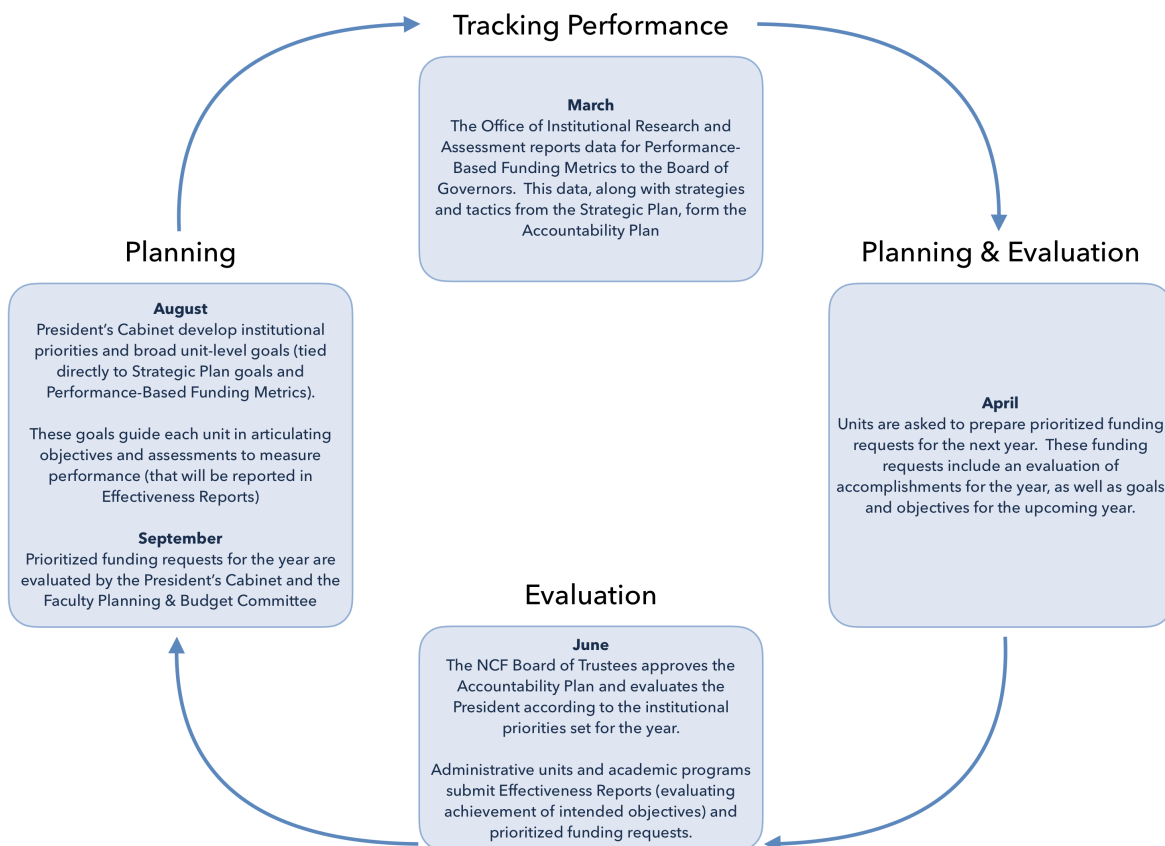 Tracking Performance
March
The Office of Institutional Research and
Assessment reports data for Performance-
Based Funding Metrics to the Board of
Governors.  This data, along with strategies
and tactics from the Strategic Plan, form the
Accountability Plan
Planning
August
President’s Cabinet develop institutional
priorities and broad unit-level goals (tied
directly to Strategic Plan goals and
Performance-Based Funding Metrics).
These goals guide each unit in articulating
objectives and assessments to measure
performance (that will be reported in
Effectiveness Reports)
September
Prioritized funding requests for the year are
evaluated by the President’s Cabinet and the
Faculty Planning & Budget Committee
Planning & Evaluation
April
Units are asked to prepare prioritized funding
requests for the next year.  These funding
requests include an evaluation of
accomplishments for the year, as well as goals
and objectives for the upcoming year.
Evaluation
June
The NCF Board of Trustees approves the
Accountability Plan and evaluates the
President according to the institutional
priorities set for the year.
Administrative units and academic programs
submit Effectiveness Reports (evaluating
achievement of intended objectives) and
prioritized funding requests.